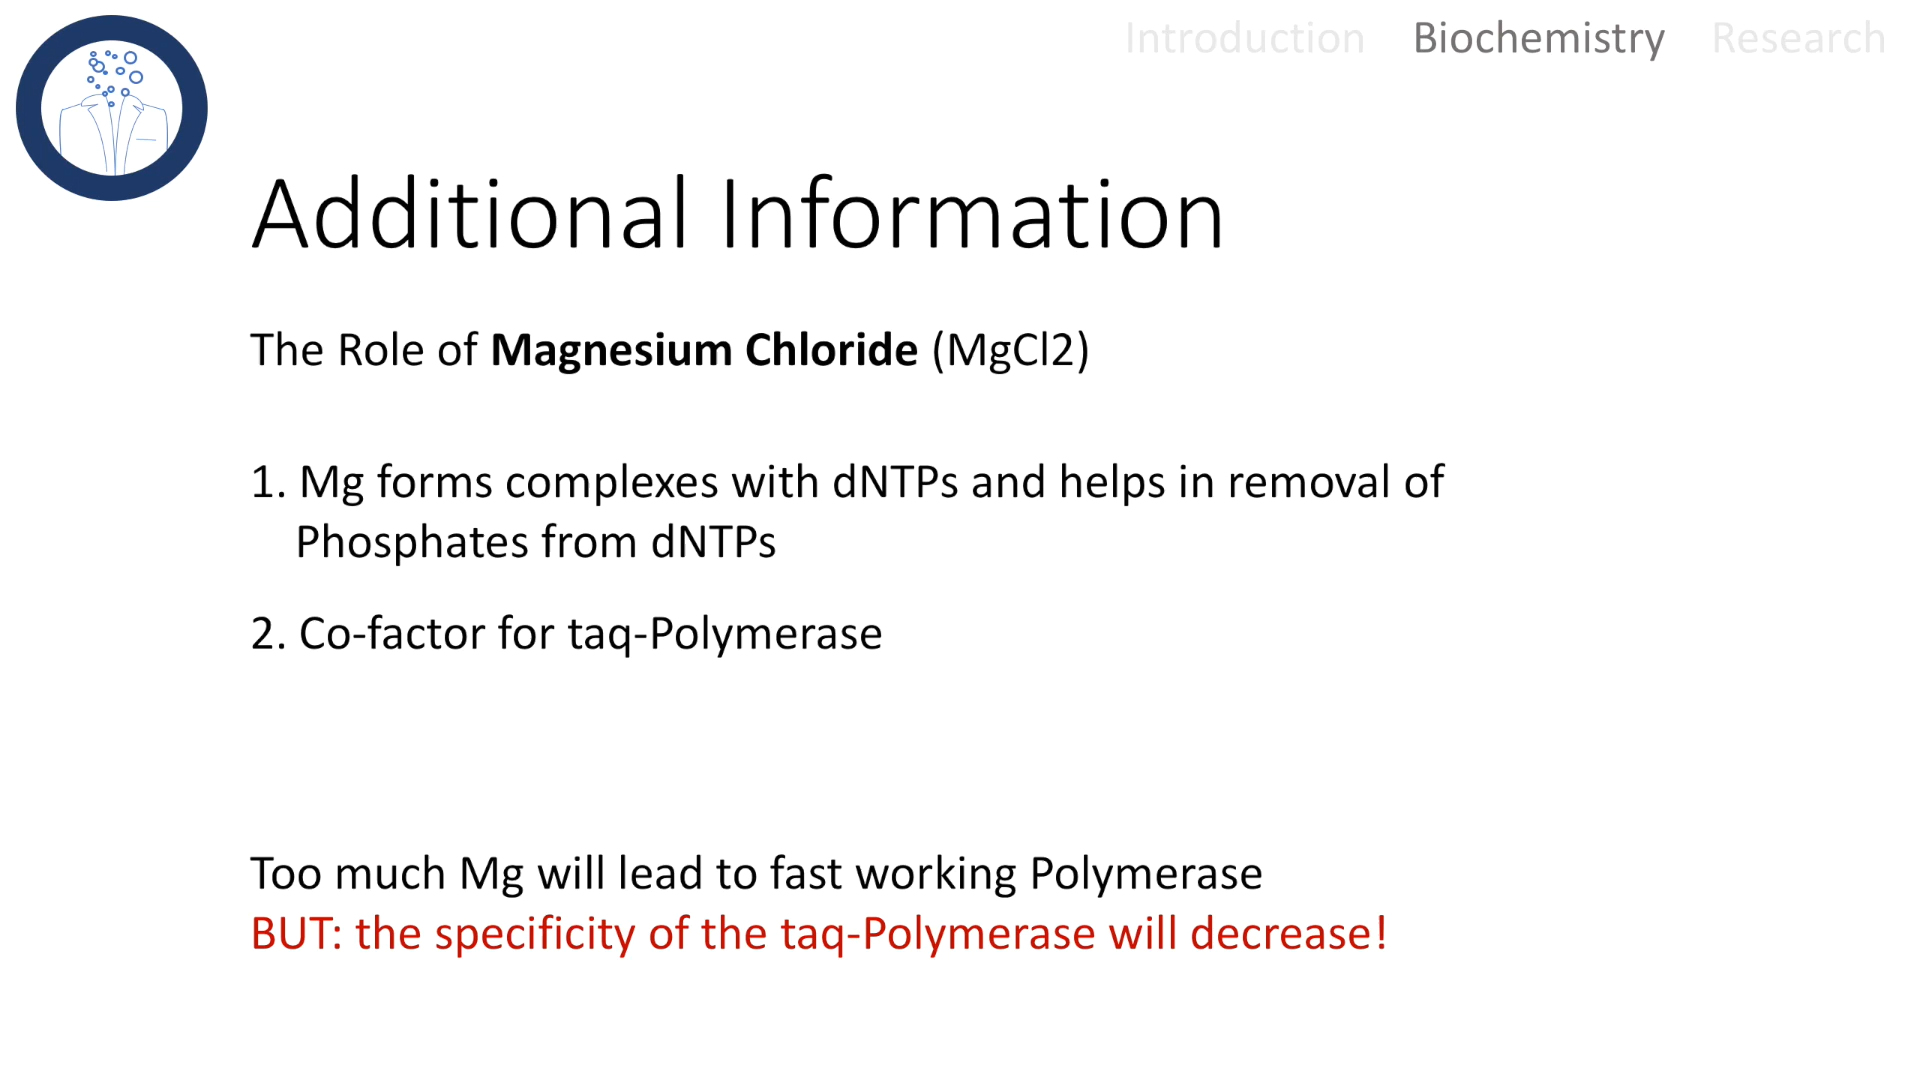 Introduction Biochemistry Research
Additional Information
The Role of Magnesium Chloride (MgCl2)
1. Mg forms complexes with dNTPs and helps in removal of
Phosphates from dNTPs
2. Co-factor for taq-Polymerase
Too much Mg will lead to fast working Polymerase
BUT: the specificity of the taq-Polymerase will decrease!